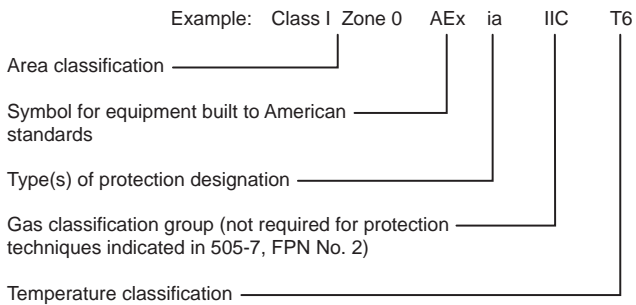 Example: Class I Zone 0 AEx ia IIC T6
Area classification
Symbol for equipment built to American
standards
Type(s) of protection designation
Gas classification group (not required for protection
techniques indicated in 505-7, FPN No. 2)
Temperature classification